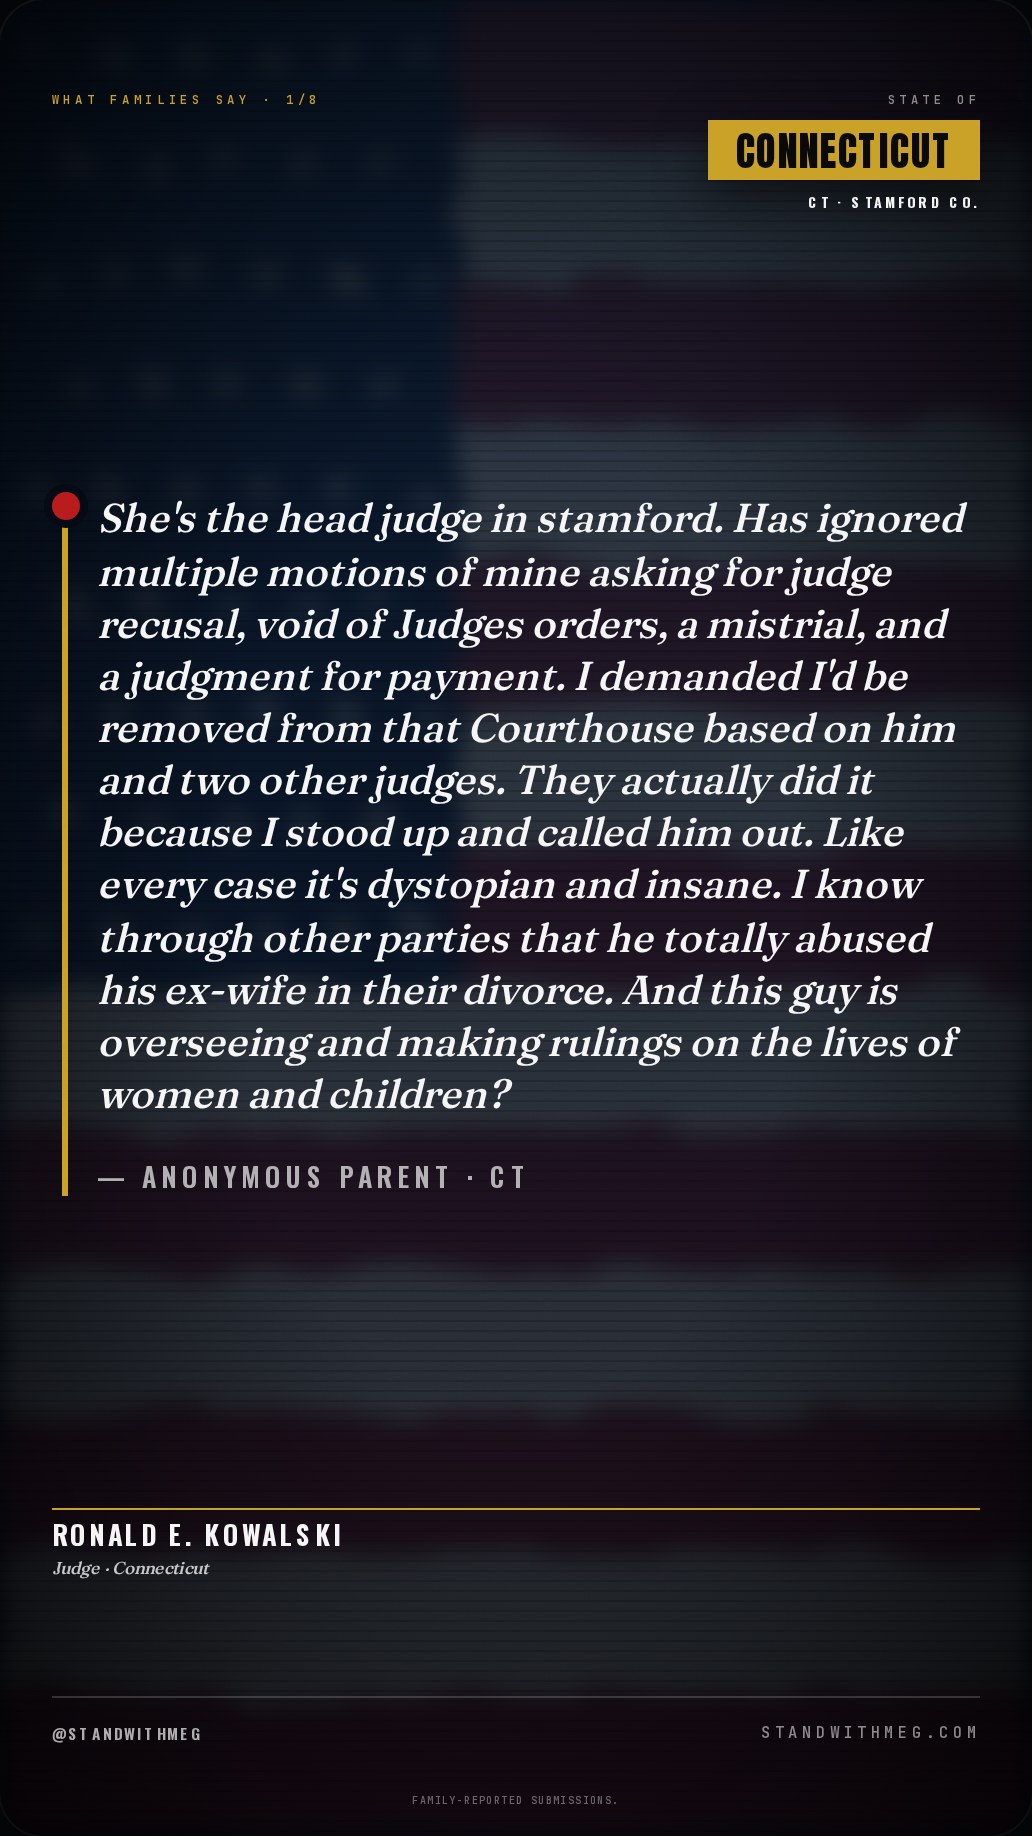 WHAT FAMILIES SAY · 1/8
STATE OF
CONNECTICUT
CT · STAMFORD CO.
She's the head judge in stamford. Has ignored
multiple motions of mine asking for judge
recusal, void of Judges orders, a mistrial, and
a judgment for payment. I demanded I'd be
removed from that Courthouse based on him
and two other judges. They actually did it
because I stood up and called him out. Like
every case it's dystopian and insane. I know
through other parties that he totally abused
his ex-wife in their divorce. And this guy is
overseeing and making rulings on the lives of
women and children?
— ANONYMOUS PARENT · CT
RONALD E. KOWALSKI
Judge · Connecticut
@STANDWITHMEG
STANDWITHMEG.COM
FAMILY-REPORTED SUBMISSIONS.